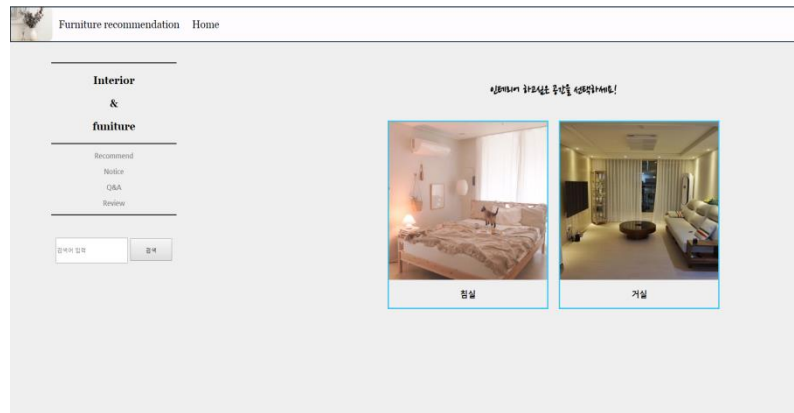 Furniture recommendation Home
Interior
&
funiture
Recommend
Notice
Q&A
Review
검색어 입력 검색
인테리어 하고싶은 공간을 선택하세요!
침실 거실